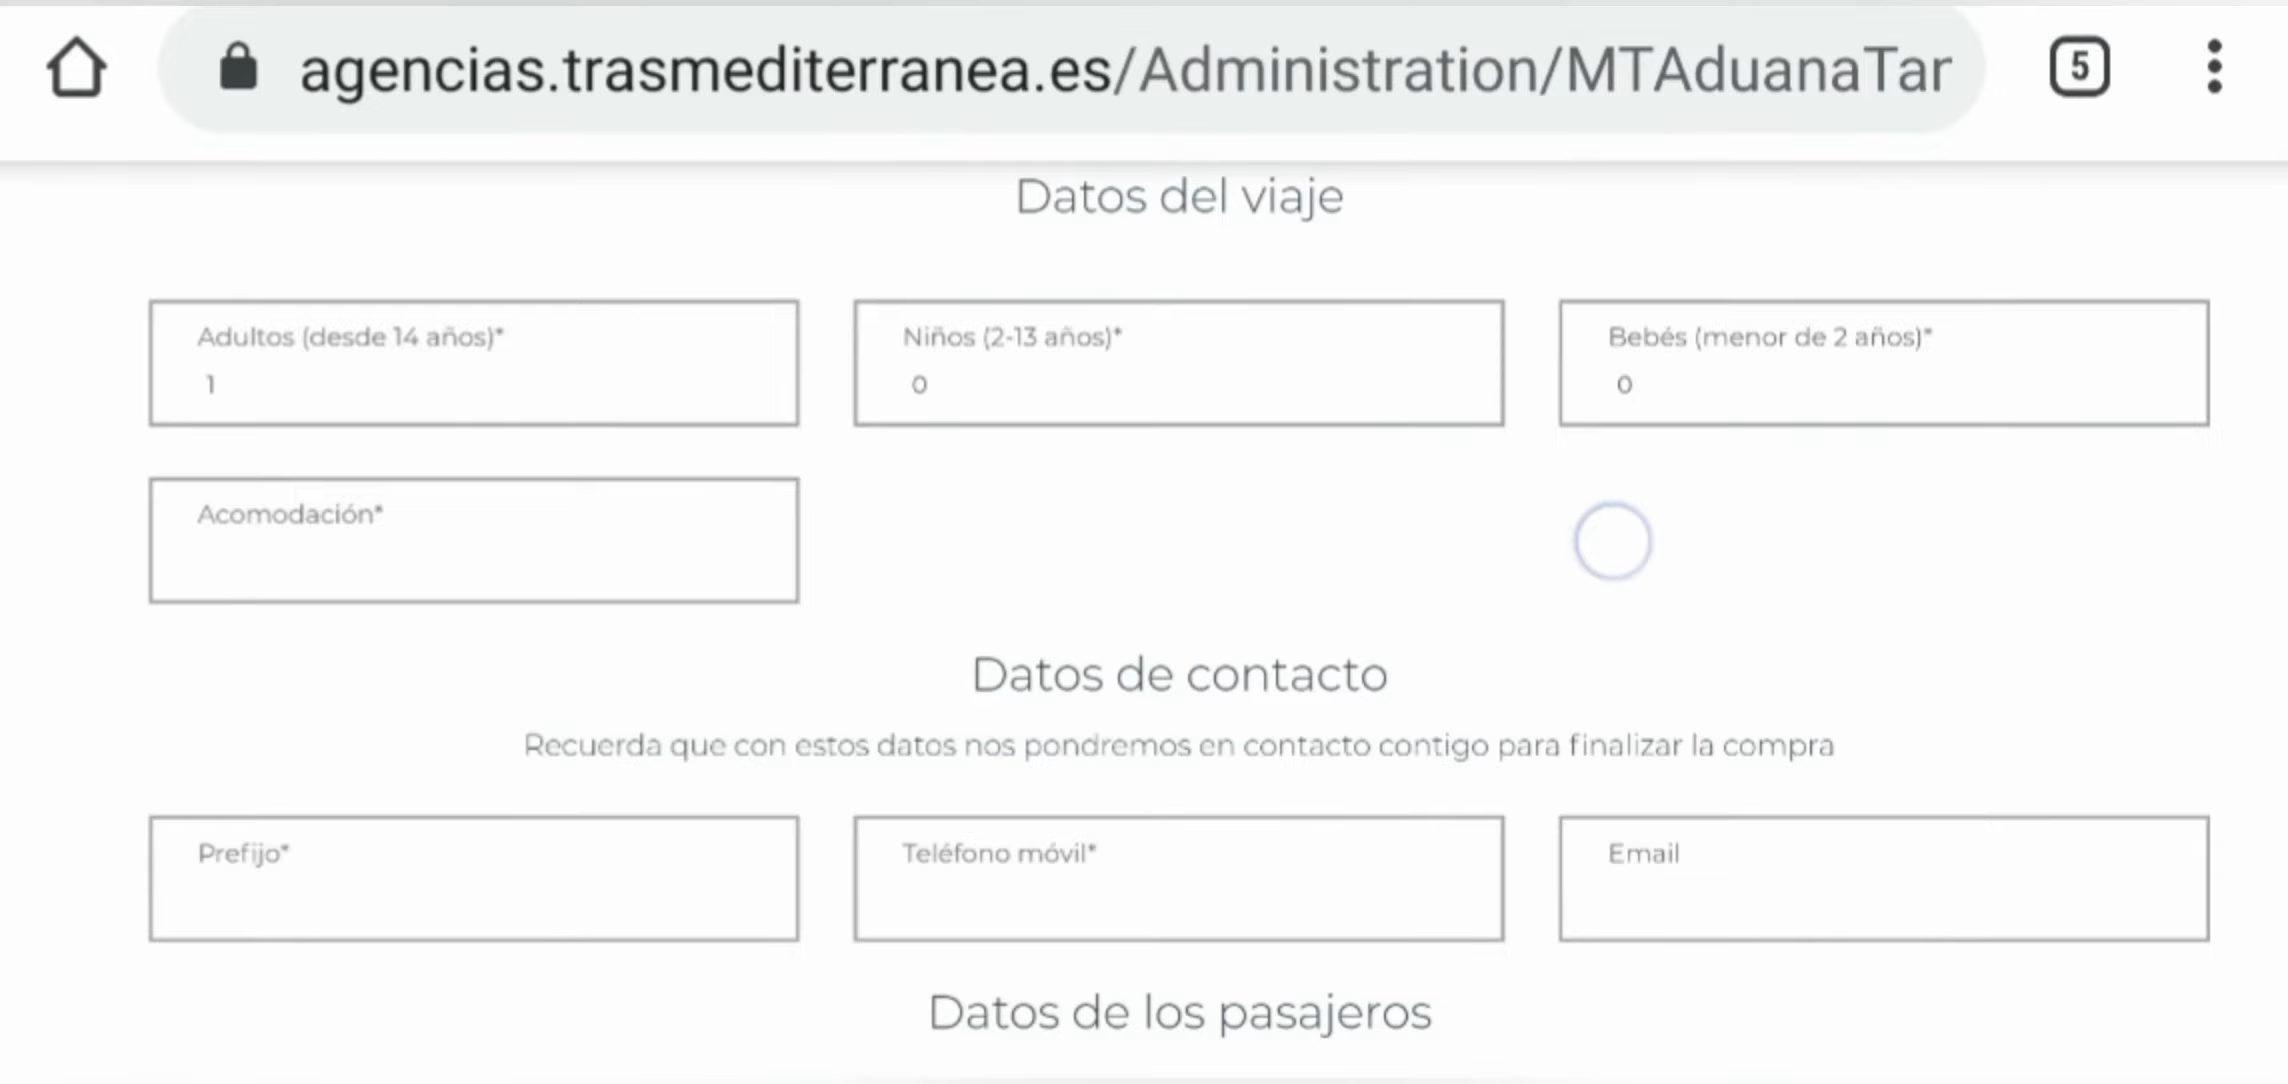 agencias.trasmediterranea.es/Administration/MTAduanaTar
5
Datos del viaje
Adultos (desde 14 años)*
1
Niños (2-13 años)*
0
Bebés (menor de 2 años)*
0
Acomodación*
Datos de contacto
Recuerda que con estos datos nos pondremos en contacto contigo para finalizar la compra
Prefijo*
Teléfono móvil*
Email
Datos de los pasajeros